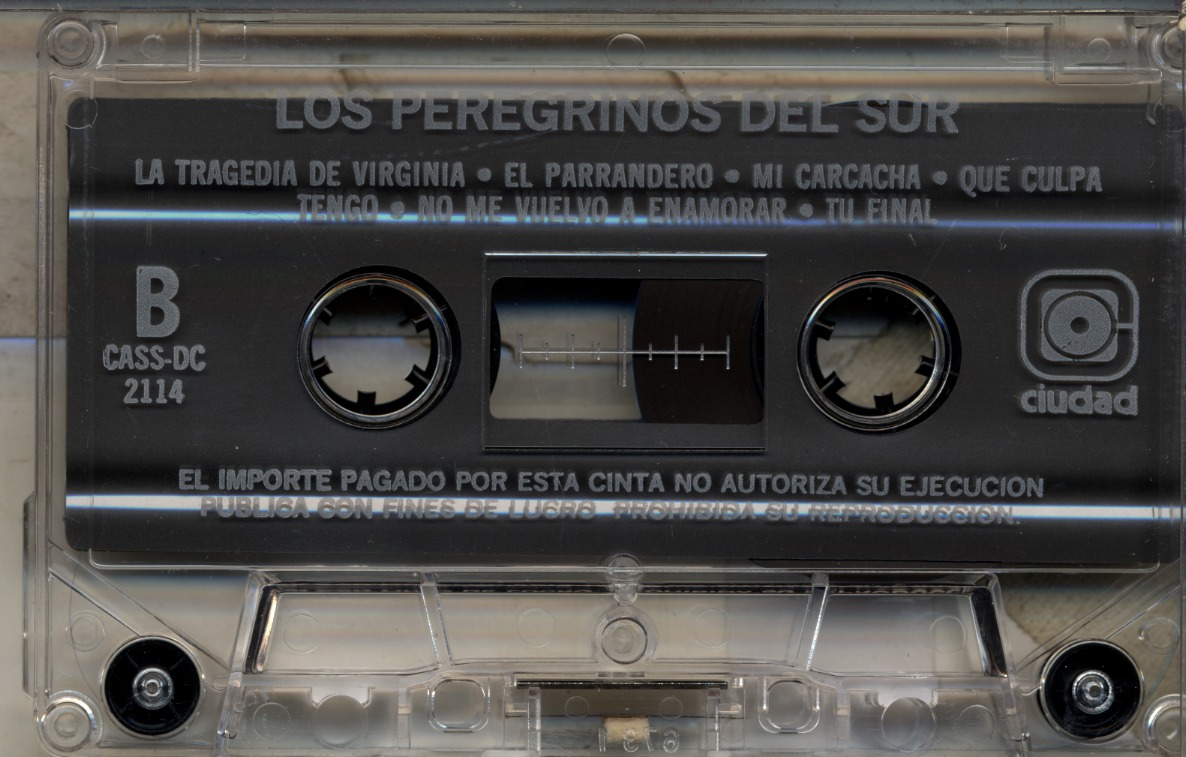 LOS PEREGRINOS DEL SUR
LA TRAGEDIA DE VIRGINIA • EL PARRANDERO • MI CARCACHA • QUE CULPA
TENGO • NO ME VUELVO A ENAMORAR • TU FINAL
B
CASS-DC
2114
ciudad
EL IMPORTE PAGADO POR ESTA CINTA NO AUTORIZA SU EJECUCION
PUBLICA CON FINES DE LUCRO PROHIBIDA SU REPRODUCCION.